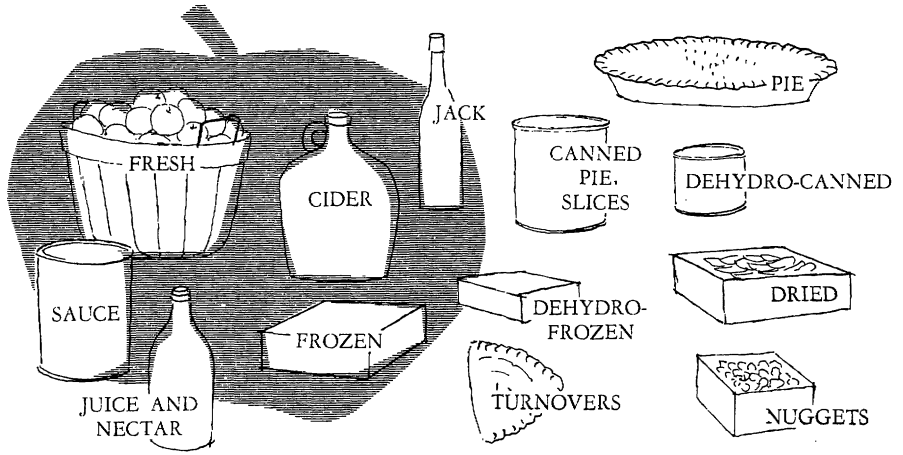 PIE
JACK
FRESH
CANNED
PIE,
SLICES
DEHYDRO-CANNED
CIDER
SAUCE
DEHYDRO-
FROZEN
DRIED
FROZEN
JUICE AND
NECTAR
TURNOVERS
NUGGETS